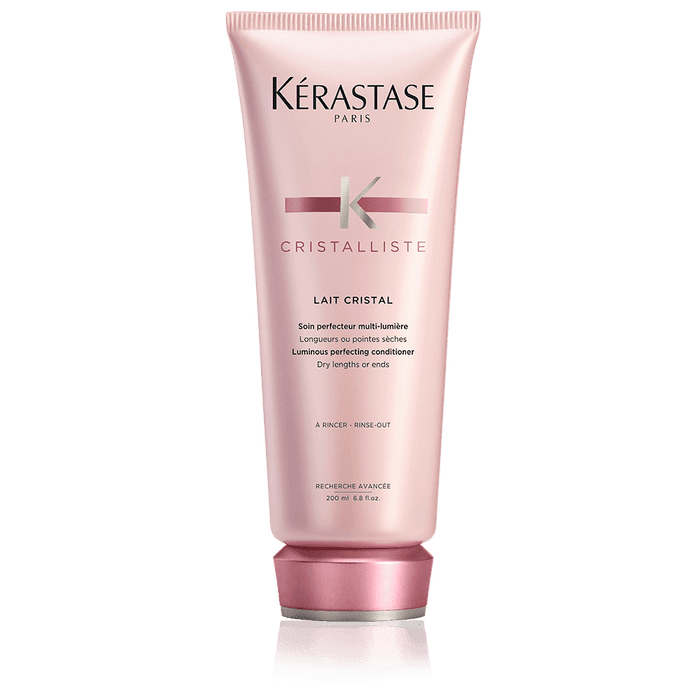 KÉRASTASE
PARIS
K
CRISTALLISTE
LAIT CRISTAL
Soin perfecteur multi-lumière
Longueurs ou pointes sèches
Luminous perfecting conditioner
Dry lengths or ends
À RINCER - RINSE-OUT
RECHERCHE AVANCÉE
200 ml 6.8 fl.oz.